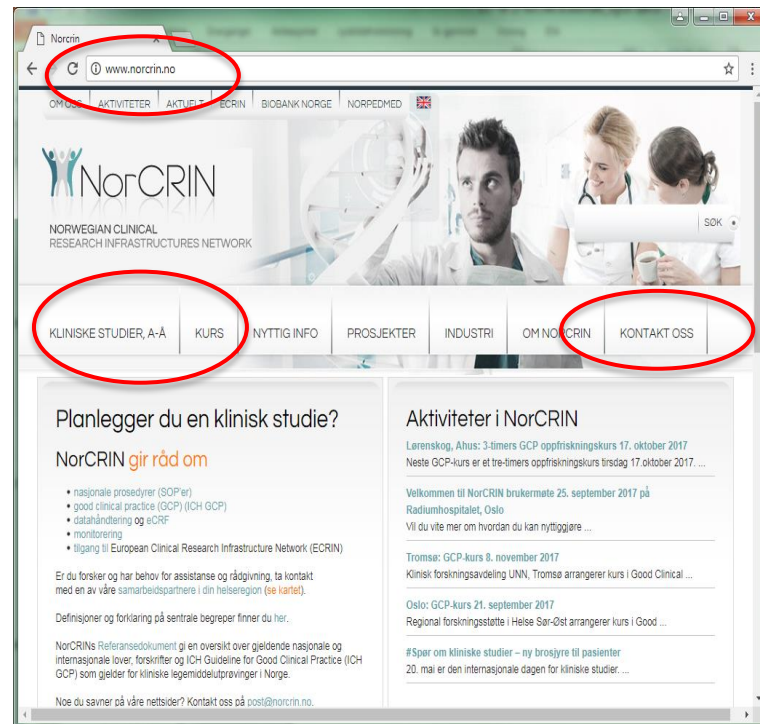 Norcrin
www.norcrin.no
OM OSS AKTIVITETER AKTUELT ECRIN BIOBANK NORGE NORPEDMED
NorCRIN
NORWEGIAN CLINICAL
RESEARCH INFRASTRUCTURES NETWORK
SØK
KLINISKE STUDIER, A-Å KURS NYTTIG INFO PROSJEKTER INDUSTRI OM NORCRIN KONTAKT OSS
Planlegger du en klinisk studie?
NorCRIN gir råd om
• nasjonale prosedyrer (SOP'er)
• good clinical practice (GCP) (ICH GCP)
• datahåndtering og eCRF
• monitorering
• tilgang til European Clinical Research Infrastructure Network (ECRIN)
Er du forsker og har behov for assistanse og rådgivning, ta kontakt
med en av våre samarbeidspartnere i din helseregion (se kartet).
Definisjoner og forklaring på sentrale begreper finner du her.
NorCRINs Referansedokument gi en oversikt over gjeldende nasjonale og
internasjonale lover, forskrifter og ICH Guideline for Good Clinical Practice (ICH
GCP) som gjelder for kliniske legemiddelutprøvinger i Norge.
Noe du savner på våre nettsider? Kontakt oss på post@norcrin.no.
Aktiviteter i NorCRIN
Lørenskog, Ahus: 3-timers GCP oppfriskningskurs 17. oktober 2017
Neste GCP-kurs er et tre-timers oppfriskningskurs tirsdag 17.oktober 2017. ...
Velkommen til NorCRIN brukermøte 25. september 2017 på
Radiumhospitalet, Oslo
Vil du vite mer om hvordan du kan nyttiggjøre ...
Tromsø: GCP-kurs 8. november 2017
Klinisk forskningsavdeling UNN, Tromsø arrangerer kurs i Good Clinical ...
Oslo: GCP-kurs 21. september 2017
Regional forskningsstøtte i Helse Sør-Øst arrangerer kurs i Good ...
#Spør om kliniske studier – ny brosjyre til pasienter
20. mai er den internasjonale dagen for kliniske studier. ...